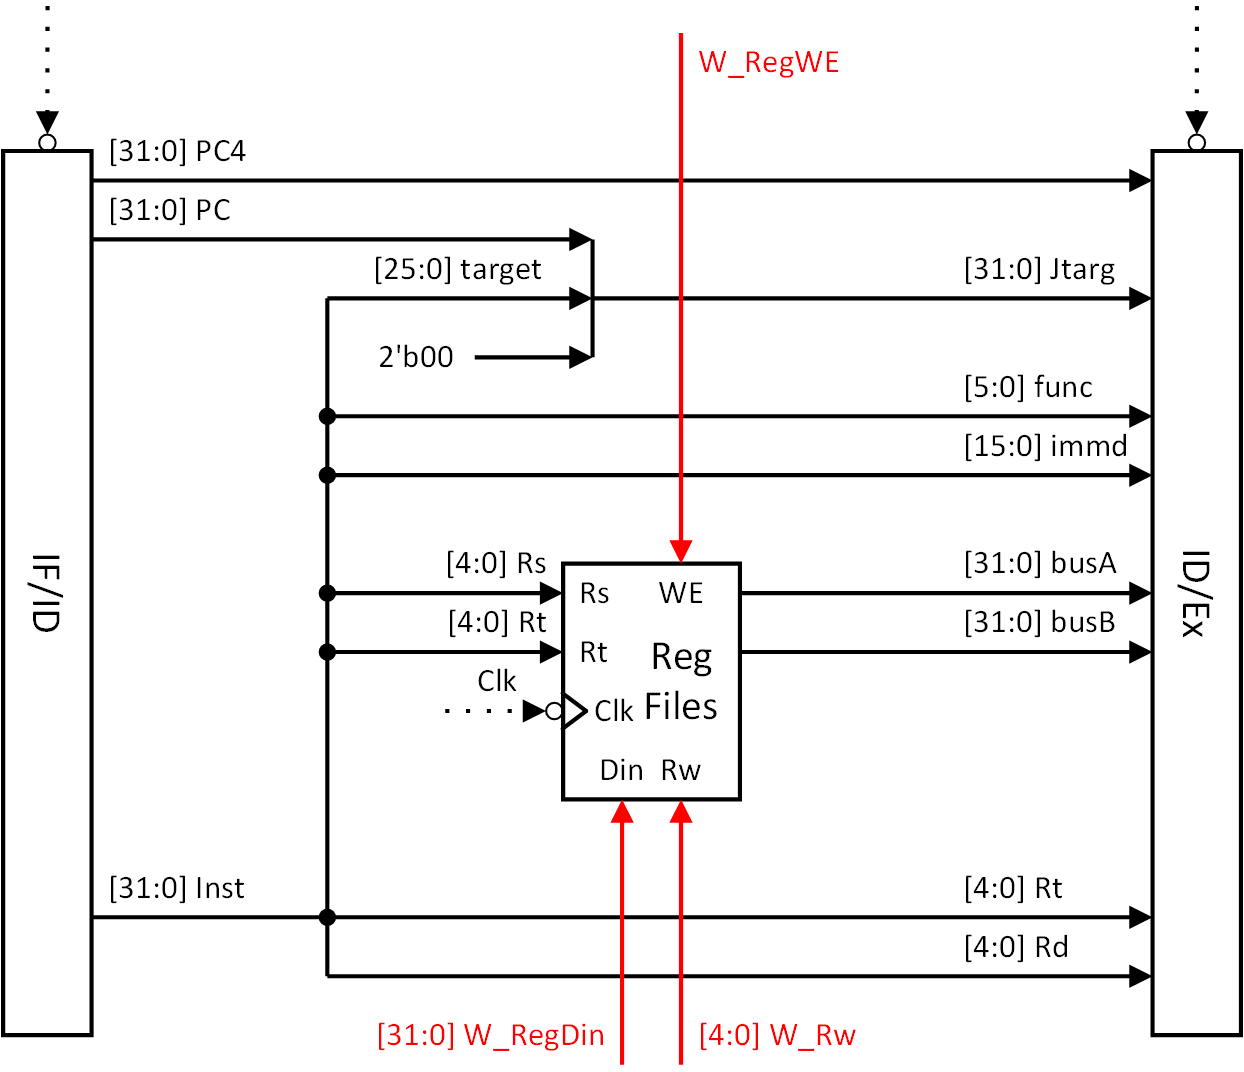 W_RegWE
[31:0] PC4
[31:0] PC
[25:0] target
[31:0] Jtarg
2'b00
[5:0] func
[15:0] immd
IF/ID
[4:0] Rs
Rs
WE
[31:0] busA
ID/Ex
[4:0] Rt
Rt
Reg
Files
[31:0] busB
Clk
Clk
Din
Rw
[31:0] Inst
[4:0] Rt
[4:0] Rd
[31:0] W_RegDin
[4:0] W_Rw